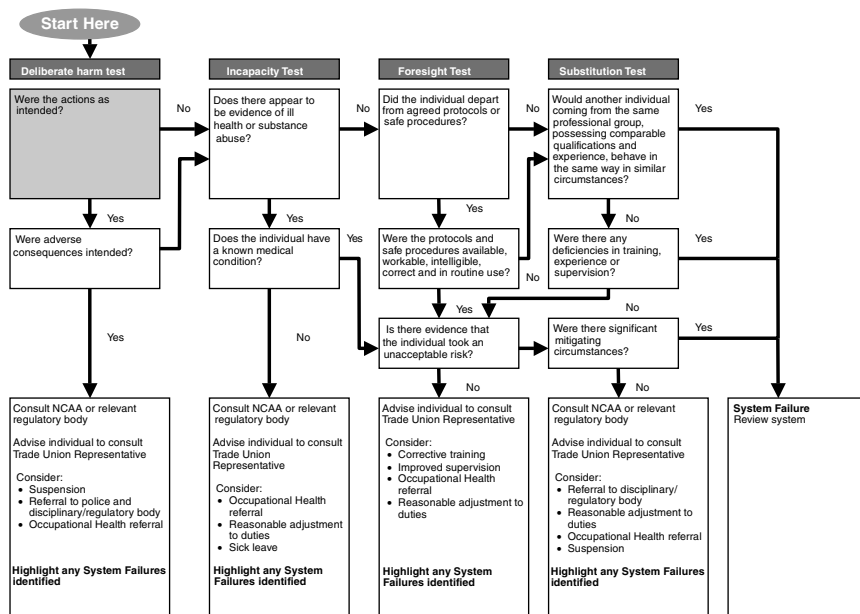 Start Here
Deliberate harm test
Incapacity Test
Foresight Test
Substitution Test
Were the actions as
intended?
No
Does there appear to
be evidence of ill
health or substance
abuse?
No
Did the individual depart
from agreed protocols or
safe procedures?
No
Would another individual
coming from the same
professional group,
possessing comparable
qualifications and
experience, behave in
the same way in similar
circumstances?
Yes
Yes
Yes
Yes
No
Were adverse
consequences intended?
Does the individual have
a known medical
condition?
Yes
Were the protocols and
safe procedures available,
workable, intelligible,
correct and in routine use?
No
Were there any
deficiencies in training,
experience or
supervision?
Yes
Yes
No
Yes
No
Is there evidence that
the individual took an
unacceptable risk?
Were there significant
mitigating
circumstances?
Yes
No
No
Consult NCAA or relevant
regulatory body
Advise individual to consult
Trade Union Representative
Consider:
• Suspension
• Referral to police and
disciplinary/regulatory body
• Occupational Health referral
Highlight any System Failures
identified
Consult NCAA or relevant
regulatory body
Advise individual to consult
Trade Union
Representative
Consider:
• Occupational Health
referral
• Reasonable adjustment
to duties
• Sick leave
Highlight any System
Failures identified
Advise individual to consult
Trade Union Representative
Consider:
• Corrective training
• Improved supervision
• Occupational Health
referral
• Reasonable adjustment to
duties
Highlight any System
Failures identified
Consult NCAA or relevant
regulatory body
Advise individual to consult
Trade Union Representative
Consider:
• Referral to disciplinary/
regulatory body
• Reasonable adjustment to
duties
• Occupational Health referral
• Suspension
Highlight any System
Failures identified
System Failure
Review system